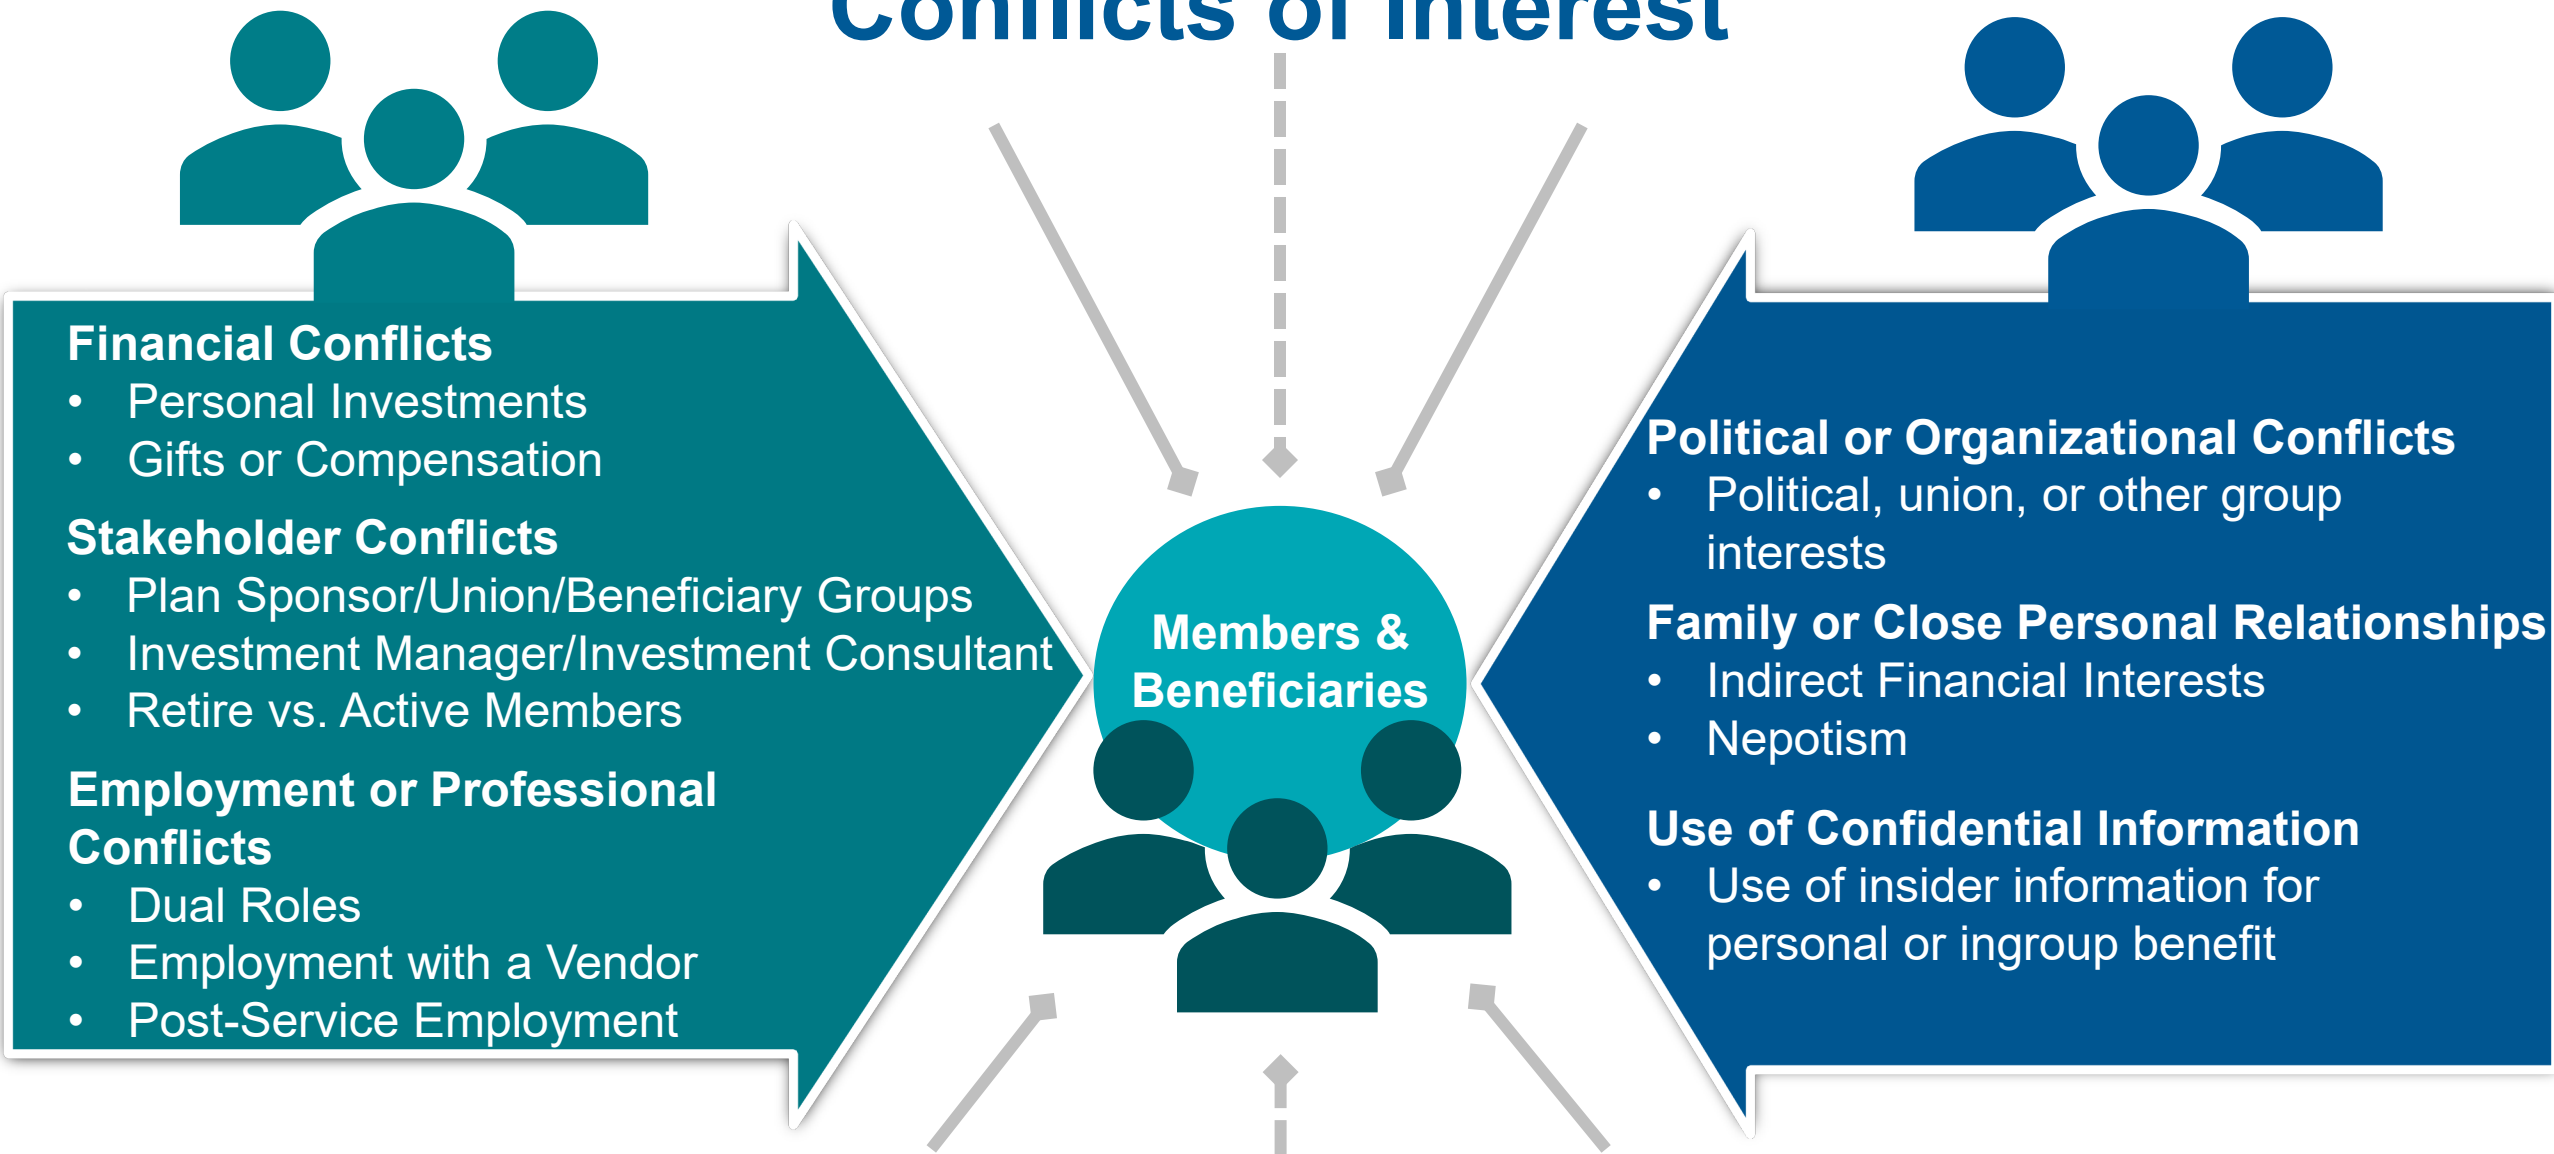 Conflicts of Interest
Financial Conflicts
• Personal Investments
• Gifts or Compensation
Stakeholder Conflicts
• Plan Sponsor/Union/Beneficiary Groups
• Investment Manager/Investment Consultant
• Retire vs. Active Members
Employment or Professional
Conflicts
• Dual Roles
• Employment with a Vendor
• Post-Service Employment
Members &
Beneficiaries
Political or Organizational Conflicts
• Political, union, or other group
interests
Family or Close Personal Relationships
• Indirect Financial Interests
• Nepotism
Use of Confidential Information
• Use of insider information for
personal or ingroup benefit